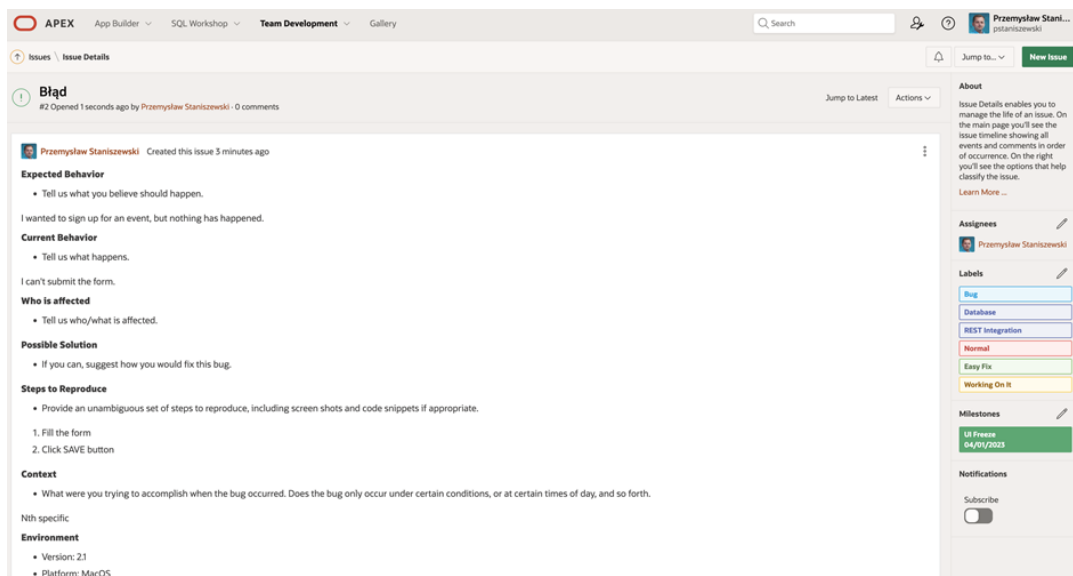 APEX App Builder SQL Workshop Team Development Gallery Search Przemysław Stani...
pstaniszewski
Issues \ Issue Details Jump to... New Issue
Błąd
#2 Opened 1 seconds ago by Przemysław Staniszewski - 0 comments
Jump to Latest Actions
Przemysław Staniszewski Created this issue 3 minutes ago
Expected Behavior
• Tell us what you believe should happen.
I wanted to sign up for an event, but nothing has happened.
Current Behavior
• Tell us what happens.
I can't submit the form.
Who is affected
• Tell us who/what is affected.
Possible Solution
• If you can, suggest how you would fix this bug.
Steps to Reproduce
• Provide an unambiguous set of steps to reproduce, including screen shots and code snippets if appropriate.
1. Fill the form
2. Click SAVE button
Context
• What were you trying to accomplish when the bug occurred. Does the bug only occur under certain conditions, or at certain times of day, and so forth.
Nth specific
Environment
• Version: 2.1
• Platform: MacOS
About
Issue Details enables you to
manage the life of an issue. On
the main page you'll see the
issue timeline showing all
events and comments in order
of occurrence. On the right
you'll see the options that help
classify the issue.
Learn More ...
Assignees
Przemysław Staniszewski
Labels
Bug
Database
REST Integration
Normal
Easy Fix
Working On It
Milestones
UI Freeze
04/01/2023
Notifications
Subscribe